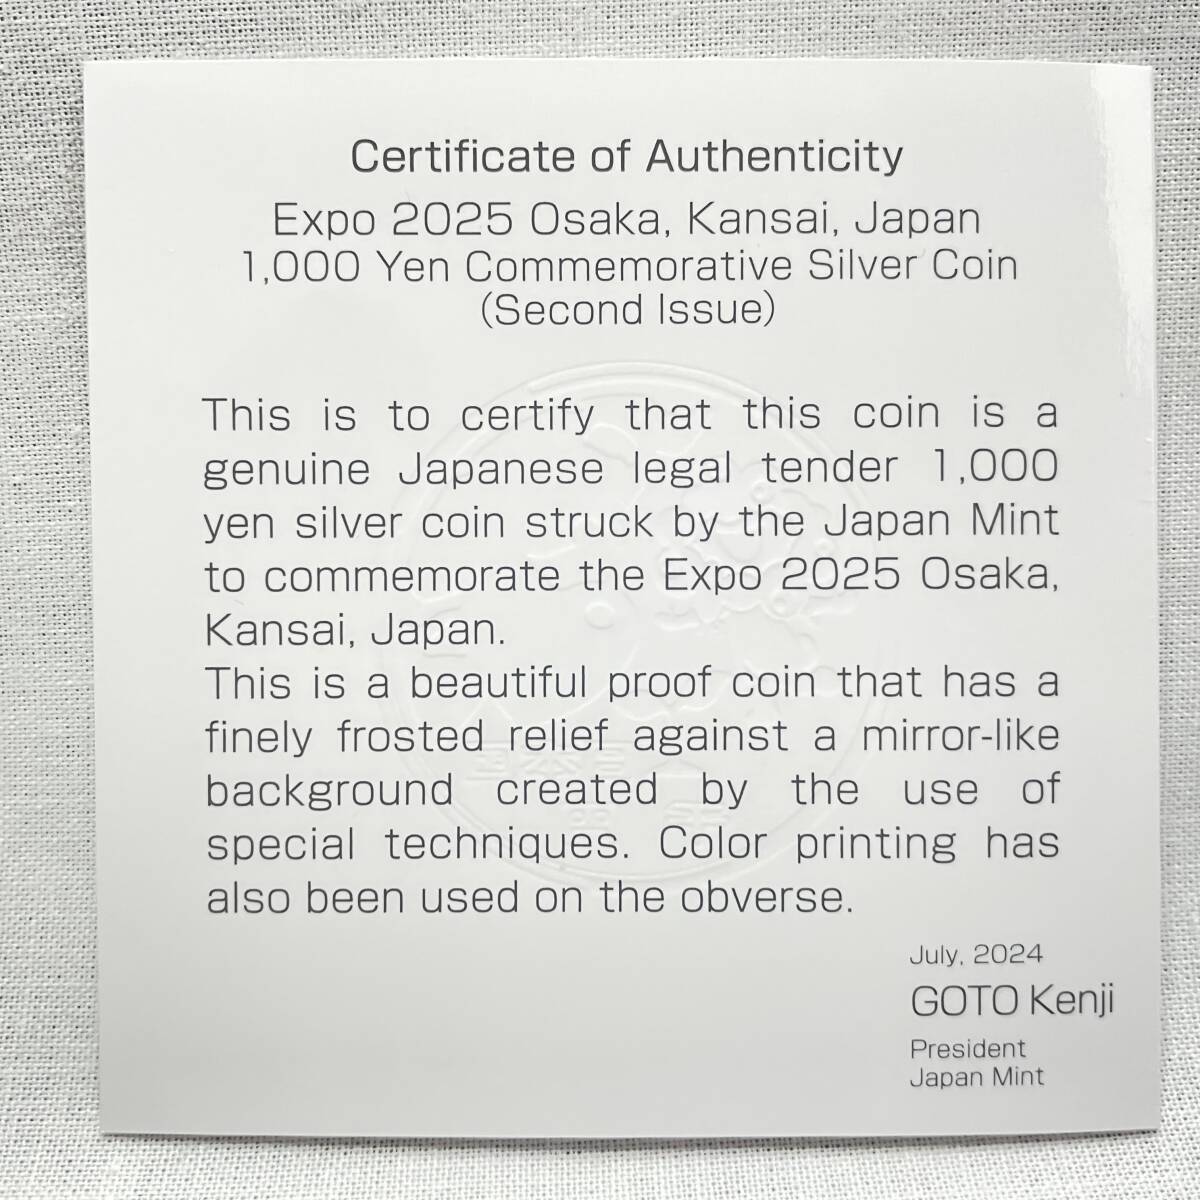 Certificate of Authenticity
Expo 2025 Osaka, Kansai, Japan
1,000 Yen Commemorative Silver Coin
(Second Issue)
This is to certify that this coin is a
genuine Japanese legal tender 1,000
yen silver coin struck by the Japan Mint
to commemorate the Expo 2025 Osaka,
Kansai, Japan.
This is a beautiful proof coin that has a
finely frosted relief against a mirror-like
background created by the use of
special techniques. Color printing has
also been used on the obverse.
July, 2024
GOTO Kenji
President
Japan Mint